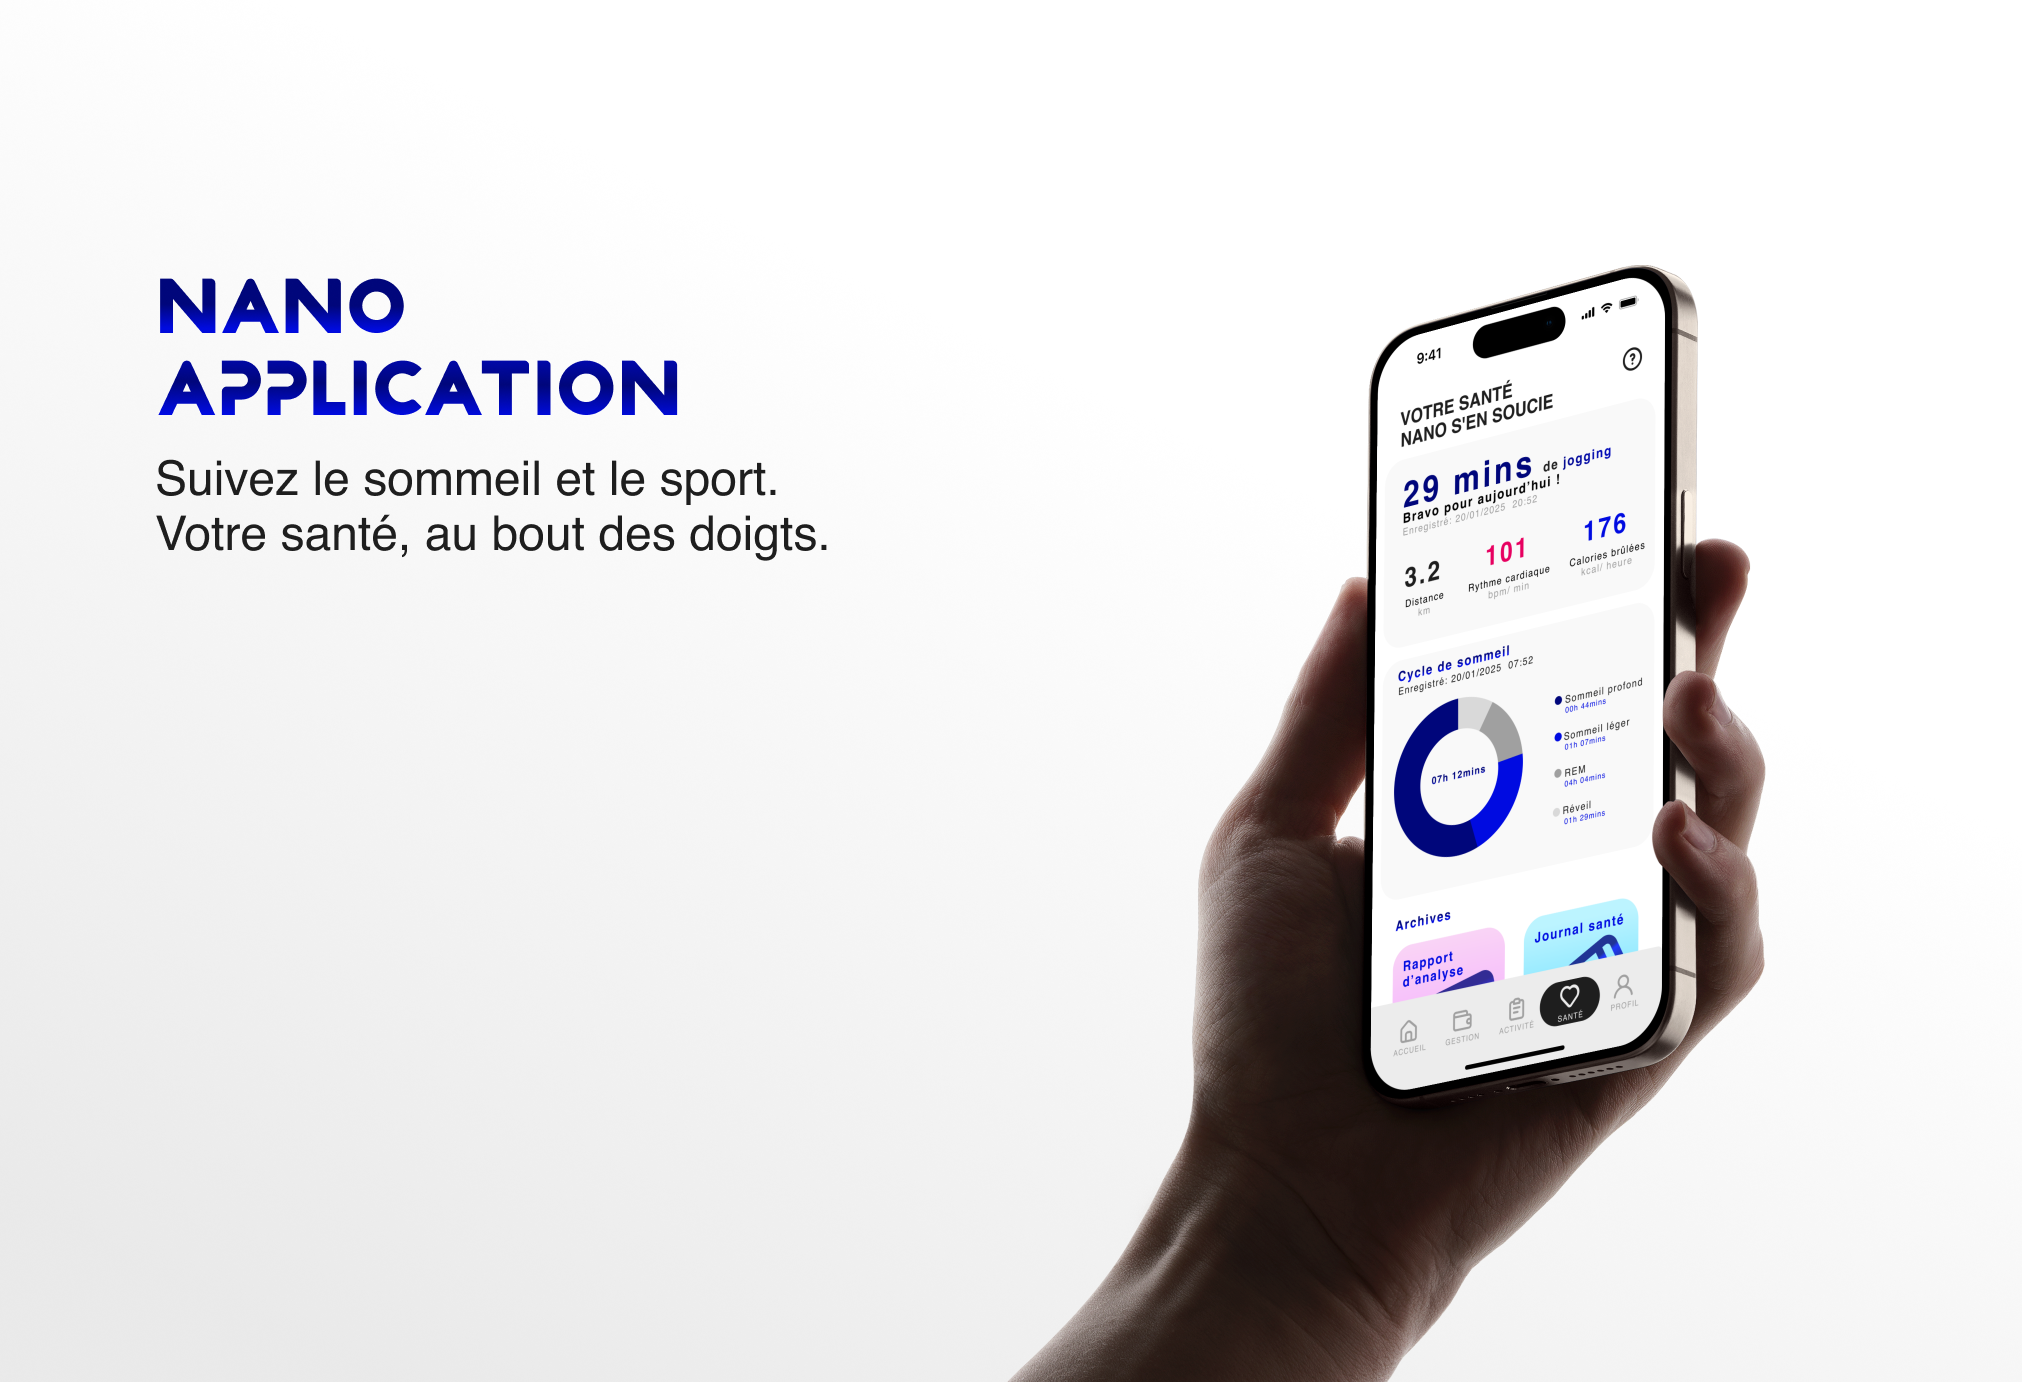 NANO
APPLICATION
Suivez le sommeil et le sport.
Votre santé, au bout des doigts.
9:41
VOTRE SANTÉ
NANO S'EN SOUCIE
29 mins de jogging
Bravo pour aujourd'hui !
Enregistré: 20/01/2025 20:52
3.2
Distance
km
101
Rythme cardiaque
bpm/ min
176
Calories brûlées
kcal/ heure
Cycle de sommeil
Enregistré: 20/01/2025 07:52
07h 12mins
Sommeil profond
00h 44mins
Sommeil léger
01h 07mins
REM
04h 04mins
Réveil
01h 29mins
Archives
Rapport
d'analyse
Journal santé
ACCUEIL
GESTION
ACTIVITÉ
SANTÉ
PROFIL